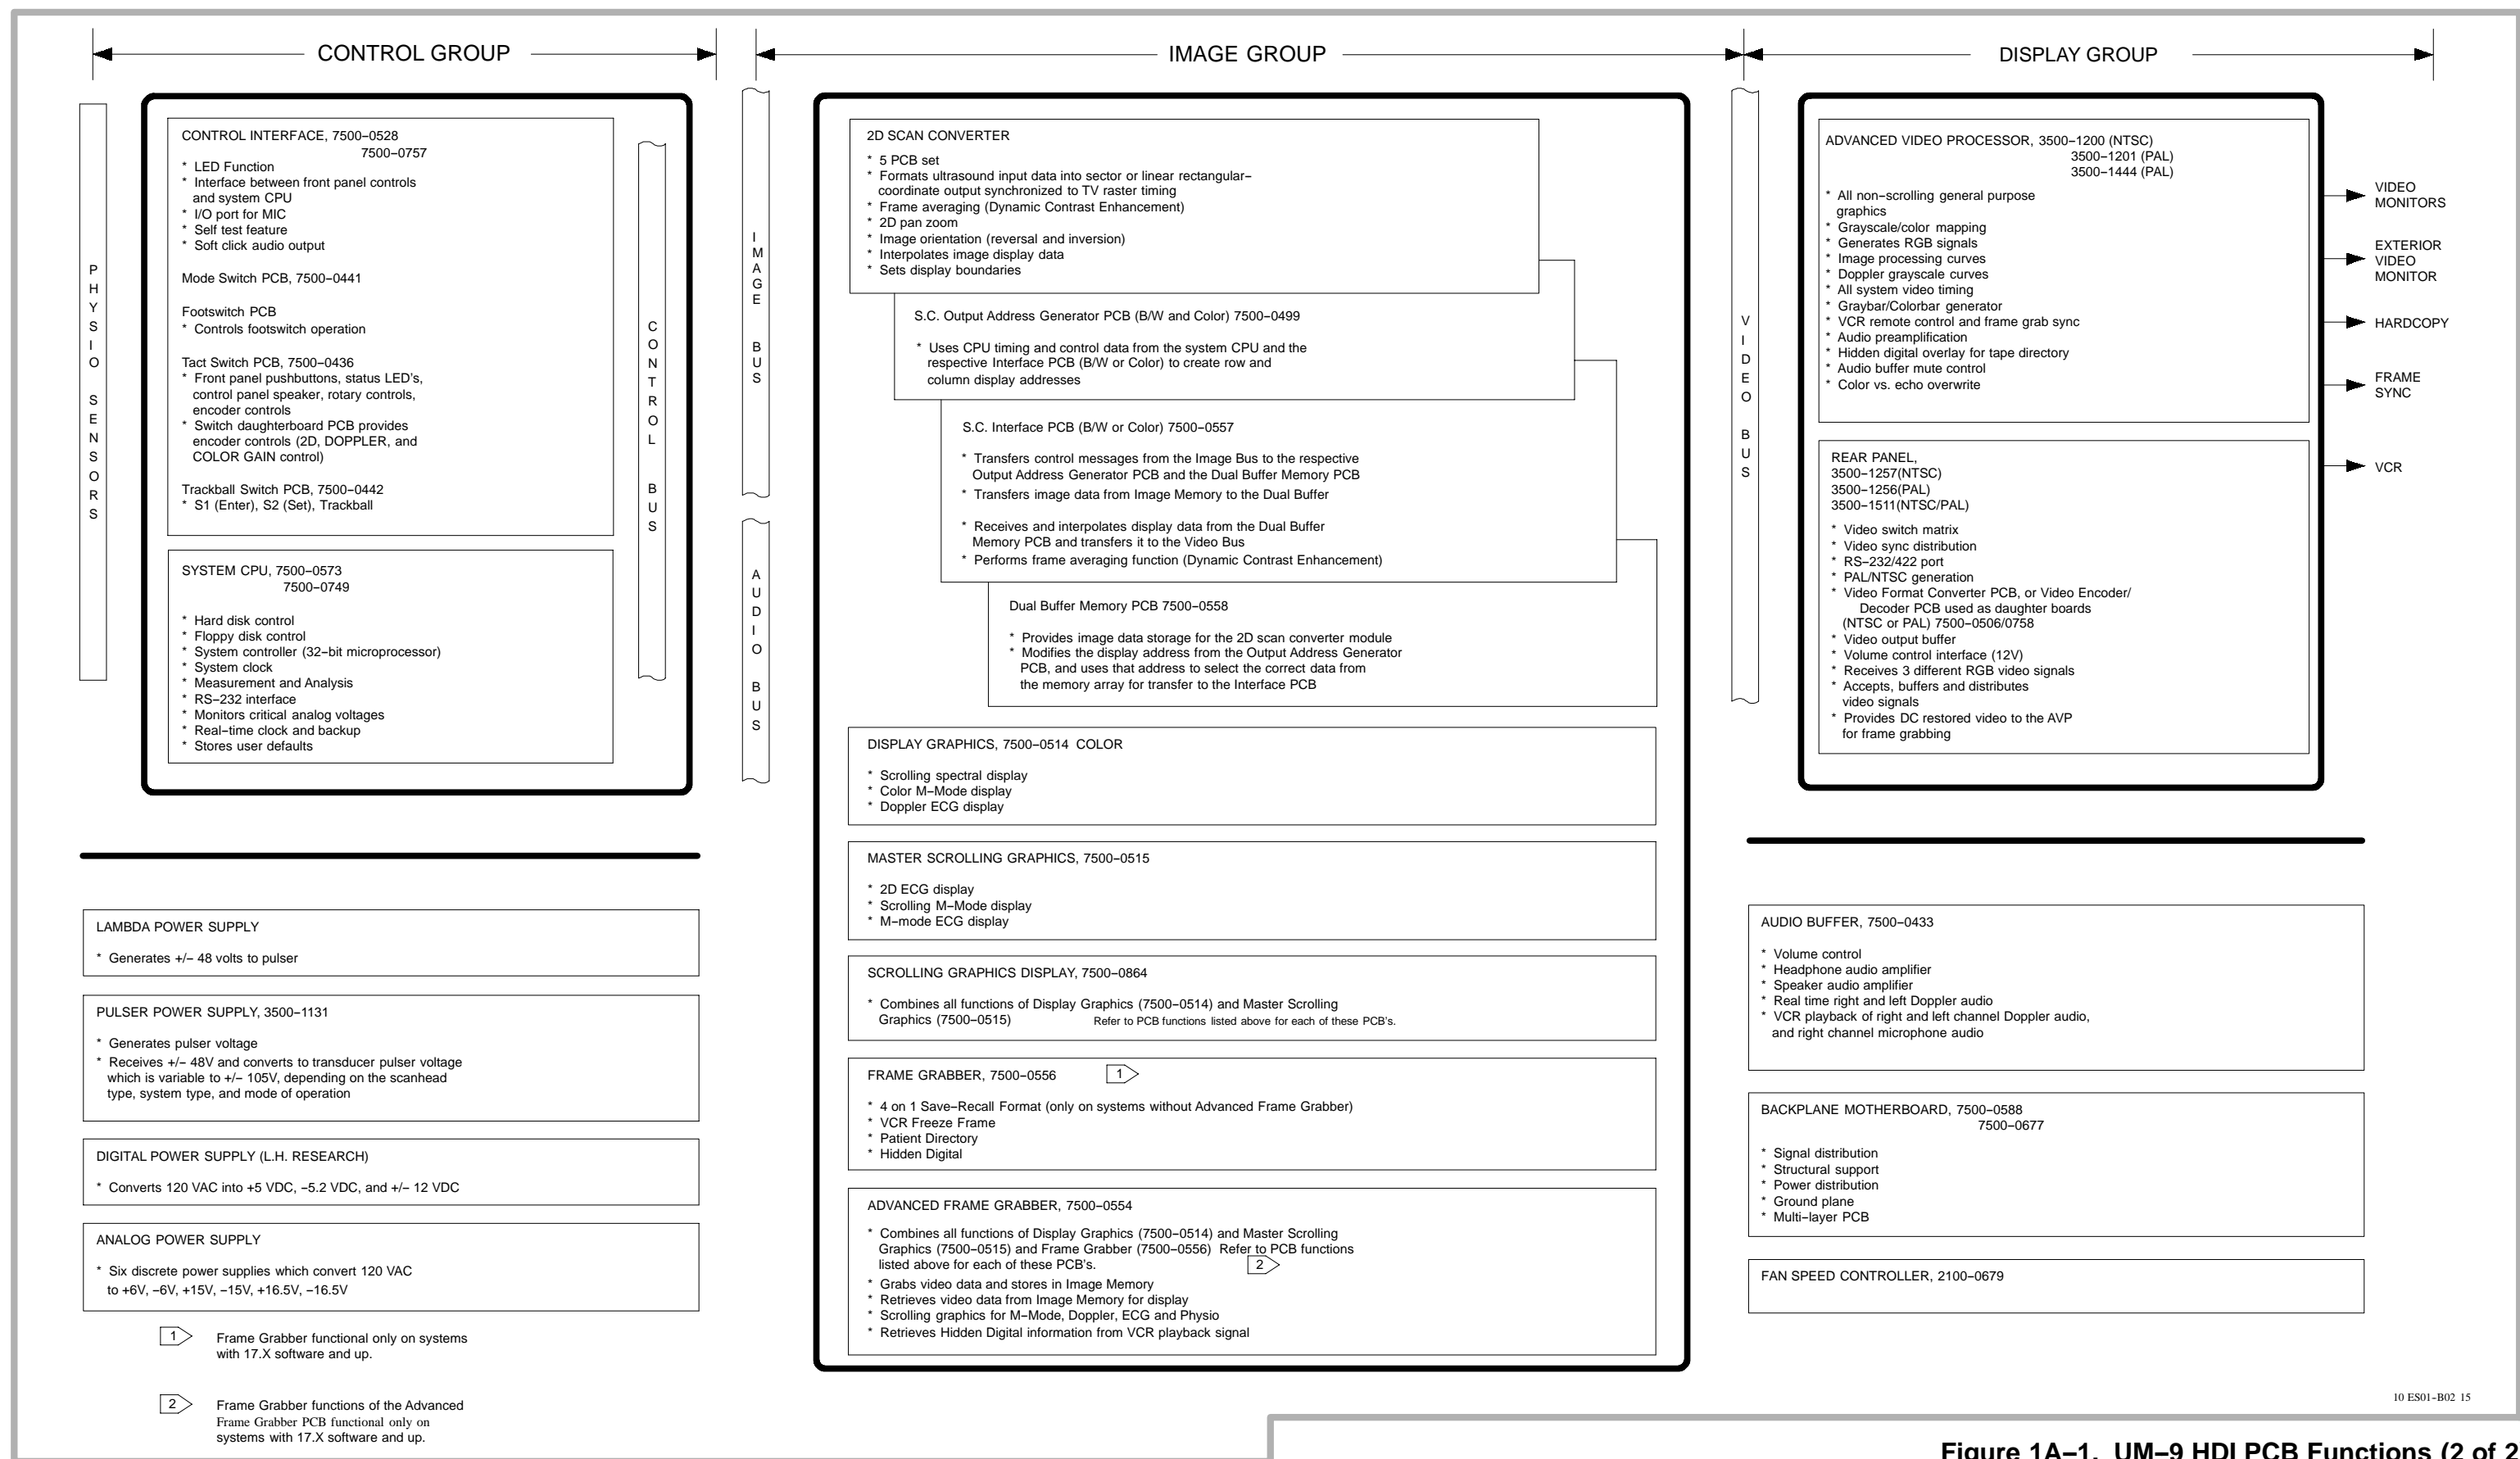 CONTROL GROUP
IMAGE GROUP
DISPLAY GROUP
PHYSIO SENSORS
CONTROL INTERFACE, 7500-0528
7500-0757
* LED Function
* Interface between front panel controls
and system CPU
* I/O port for MIC
* Self test feature
* Soft click audio output
Mode Switch PCB, 7500-0441
Footswitch PCB
* Controls footswitch operation
Tact Switch PCB, 7500-0436
* Front panel pushbuttons, status LED's,
control panel speaker, rotary controls,
encoder controls
* Switch daughterboard PCB provides
encoder controls (2D, DOPPLER, and
COLOR GAIN control)
Trackball Switch PCB, 7500-0442
* S1 (Enter), S2 (Set), Trackball
SYSTEM CPU, 7500-0573
7500-0749
* Hard disk control
* Floppy disk control
* System controller (32-bit microprocessor)
* System clock
* Measurement and Analysis
* RS-232 interface
* Monitors critical analog voltages
* Real-time clock and backup
* Stores user defaults
CONTROL BUS
LAMBDA POWER SUPPLY
* Generates +/- 48 volts to pulser
PULSER POWER SUPPLY, 3500-1131
* Generates pulser voltage
* Receives +/- 48V and converts to transducer pulser voltage
which is variable to +/- 105V, depending on the scanhead
type, system type, and mode of operation
DIGITAL POWER SUPPLY (L.H. RESEARCH)
* Converts 120 VAC into +5 VDC, -5.2 VDC, and +/- 12 VDC
ANALOG POWER SUPPLY
* Six discrete power supplies which convert 120 VAC
to +6V, -6V, +15V, -15V, +16.5V, -16.5V
1 Frame Grabber functional only on systems
with 17.X software and up.
2 Frame Grabber functions of the Advanced
Frame Grabber PCB functional only on
systems with 17.X software and up.
IMAGE BUS
AUDIO BUS
2D SCAN CONVERTER
* 5 PCB set
* Formats ultrasound input data into sector or linear rectangular-
coordinate output synchronized to TV raster timing
* Frame averaging (Dynamic Contrast Enhancement)
* 2D pan zoom
* Image orientation (reversal and inversion)
* Interpolates image display data
* Sets display boundaries
S.C. Output Address Generator PCB (B/W and Color) 7500-0499
* Uses CPU timing and control data from the system CPU and the
respective Interface PCB (B/W or Color) to create row and
column display addresses
S.C. Interface PCB (B/W or Color) 7500-0557
* Transfers control messages from the Image Bus to the respective
Output Address Generator PCB and the Dual Buffer Memory PCB
* Transfers image data from Image Memory to the Dual Buffer
* Receives and interpolates display data from the Dual Buffer
Memory PCB and transfers it to the Video Bus
* Performs frame averaging function (Dynamic Contrast Enhancement)
Dual Buffer Memory PCB 7500-0558
* Provides image data storage for the 2D scan converter module
* Modifies the display address from the Output Address Generator
PCB, and uses that address to select the correct data from
the memory array for transfer to the Interface PCB
DISPLAY GRAPHICS, 7500-0514 COLOR
* Scrolling spectral display
* Color M-Mode display
* Doppler ECG display
MASTER SCROLLING GRAPHICS, 7500-0515
* 2D ECG display
* Scrolling M-Mode display
* M-mode ECG display
SCROLLING GRAPHICS DISPLAY, 7500-0864
* Combines all functions of Display Graphics (7500-0514) and Master Scrolling
Graphics (7500-0515) Refer to PCB functions listed above for each of these PCB's.
FRAME GRABBER, 7500-0556 1
* 4 on 1 Save-Recall Format (only on systems without Advanced Frame Grabber)
* VCR Freeze Frame
* Patient Directory
* Hidden Digital
ADVANCED FRAME GRABBER, 7500-0554
* Combines all functions of Display Graphics (7500-0514) and Master Scrolling
Graphics (7500-0515) and Frame Grabber (7500-0556) Refer to PCB functions
listed above for each of these PCB's. 2
* Grabs video data and stores in Image Memory
* Retrieves video data from Image Memory for display
* Scrolling graphics for M-Mode, Doppler, ECG and Physio
* Retrieves Hidden Digital information from VCR playback signal
VIDEO BUS
ADVANCED VIDEO PROCESSOR, 3500-1200 (NTSC)
3500-1201 (PAL)
3500-1444 (PAL)
* All non-scrolling general purpose
graphics
* Grayscale/color mapping
* Generates RGB signals
* Image processing curves
* Doppler grayscale curves
* All system video timing
* Graybar/Colorbar generator
* VCR remote control and frame grab sync
* Audio preamplification
* Hidden digital overlay for tape directory
* Audio buffer mute control
* Color vs. echo overwrite
REAR PANEL,
3500-1257(NTSC)
3500-1256(PAL)
3500-1511(NTSC/PAL)
* Video switch matrix
* Video sync distribution
* RS-232/422 port
* PAL/NTSC generation
* Video Format Converter PCB, or Video Encoder/
Decoder PCB used as daughter boards
(NTSC or PAL) 7500-0506/0758
* Video output buffer
* Volume control interface (12V)
* Receives 3 different RGB video signals
* Accepts, buffers and distributes
video signals
* Provides DC restored video to the AVP
for frame grabbing
VIDEO
MONITORS
EXTERIOR
VIDEO
MONITOR
HARDCOPY
FRAME
SYNC
VCR
AUDIO BUFFER, 7500-0433
* Volume control
* Headphone audio amplifier
* Speaker audio amplifier
* Real time right and left Doppler audio
* VCR playback of right and left channel Doppler audio,
and right channel microphone audio
BACKPLANE MOTHERBOARD, 7500-0588
7500-0677
* Signal distribution
* Structural support
* Power distribution
* Ground plane
* Multi-layer PCB
FAN SPEED CONTROLLER, 2100-0679
10 ES01-B02 15
Figure 1A-1. UM-9 HDI PCB Functions (2 of 2